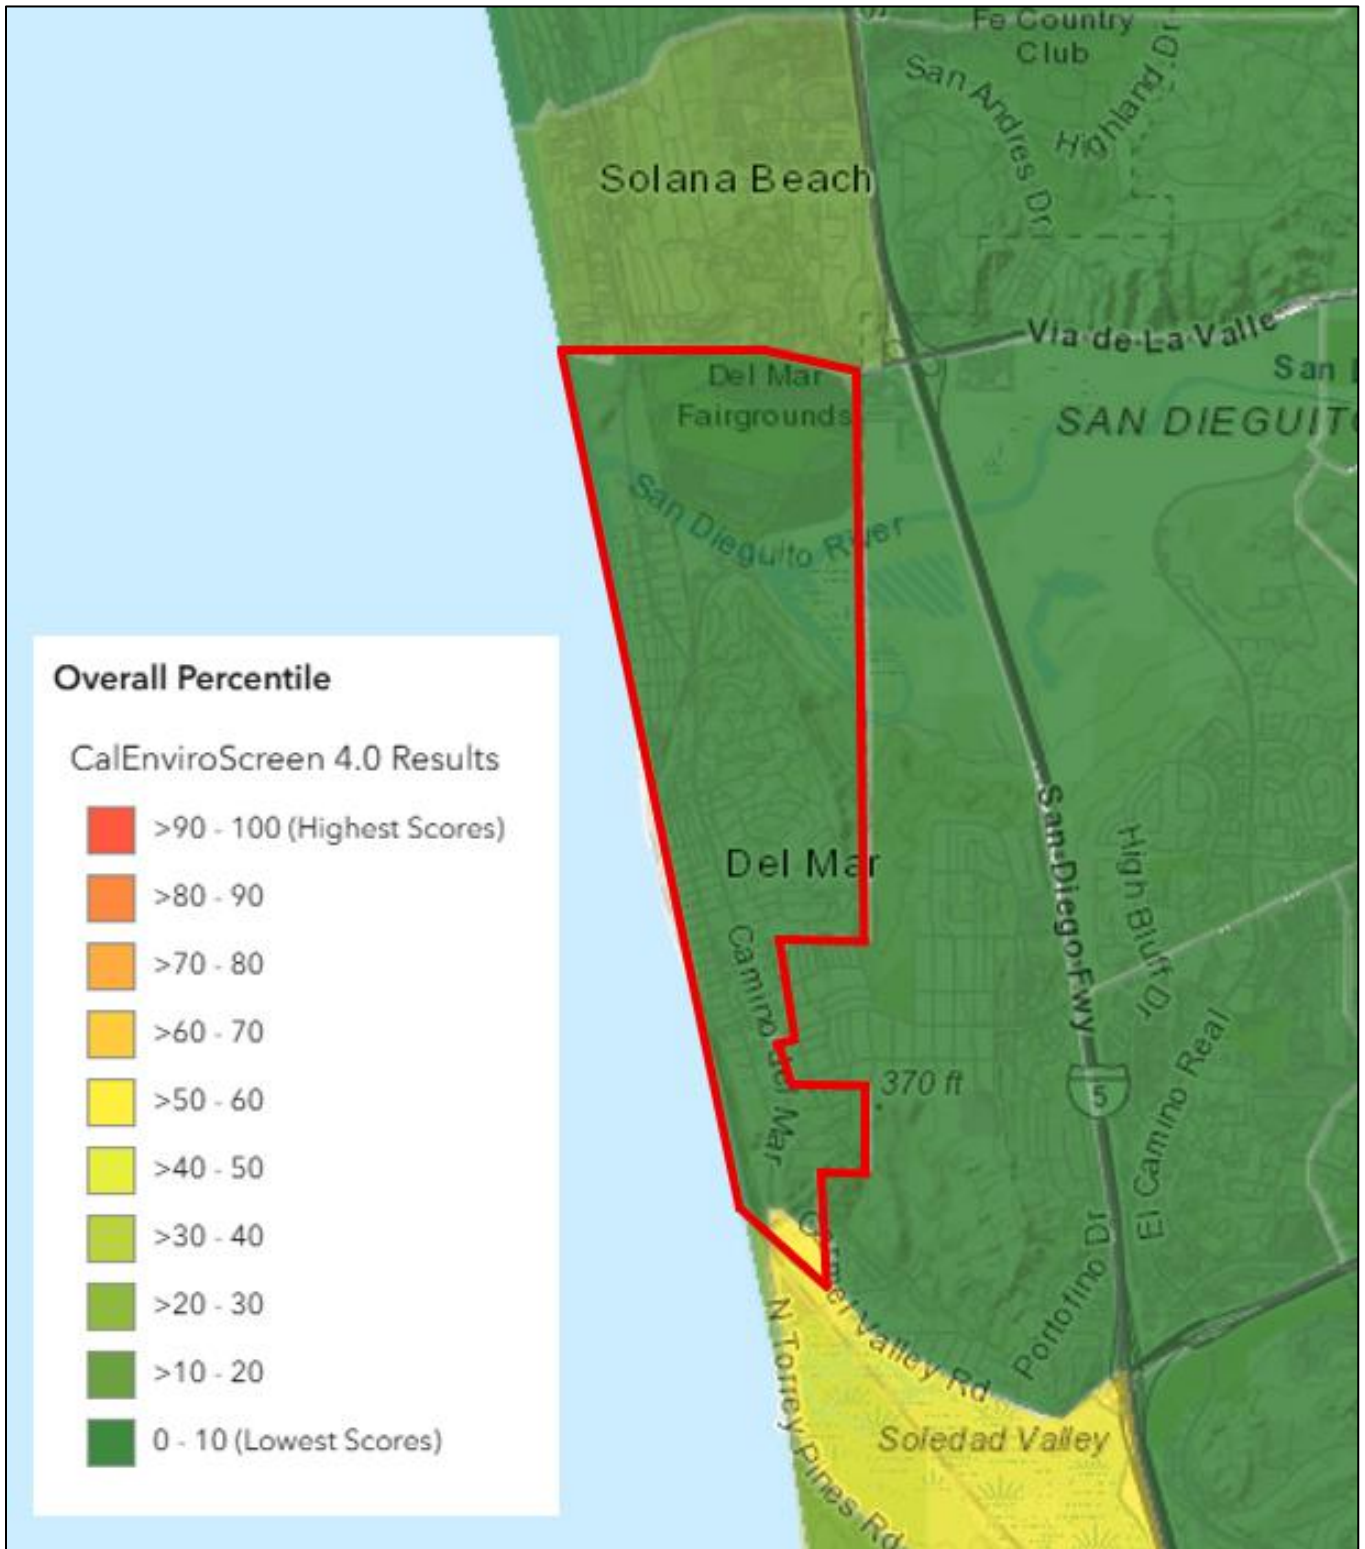 Fe Country
Club
San Andres Dr
Highland Dr
Solana Beach
Via de La Valle
Del Mar
Fairgrounds
San
SAN DIEGUIT
San Dieguito River
Overall Percentile
CalEnviroScreen 4.0 Results
>90 - 100 (Highest Scores)
>80 - 90
>70 - 80
>60 - 70
>50 - 60
>40 - 50
>30 - 40
>20 - 30
>10 - 20
0 - 10 (Lowest Scores)
Del Mar
San Diego Fwy
High Bluff Dr
Camino del Mar
370 ft
5
El Camino Real
Carmel Valley Rd
Portofino Dr
N Torrey Pines Rd
Soledad Valley